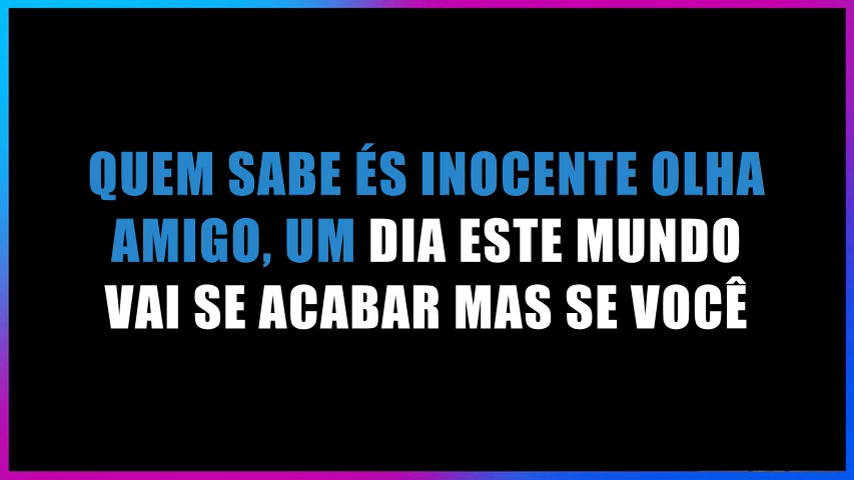 QUEM SABE ÉS INOCENTE OLHA
AMIGO, UM DIA ESTE MUNDO
VAI SE ACABAR MAS SE VOCÊ